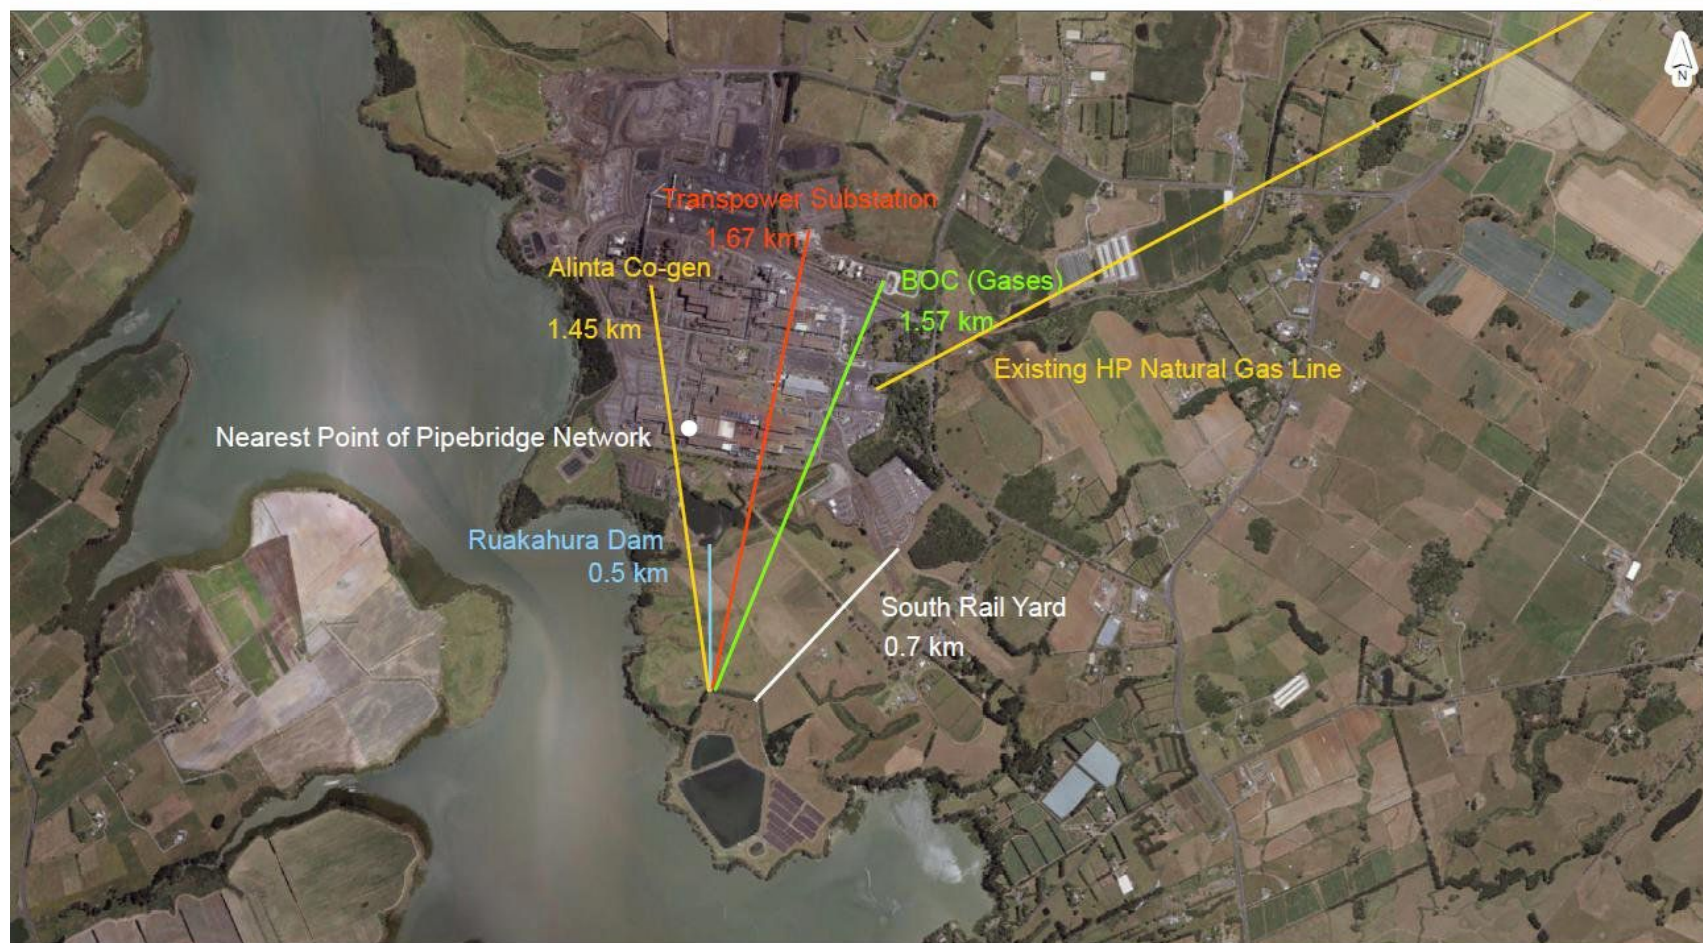 N
Transpower Substation
1.67 km
Alinta Co-gen
1.45 km
BOC (Gases)
1.57 km
Existing HP Natural Gas Line
Nearest Point of Pipebridge Network
Ruakahura Dam
0.5 km
South Rail Yard
0.7 km